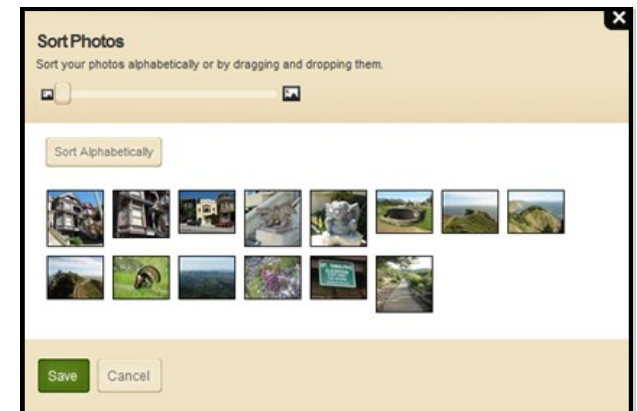 Sort Photos
Sort your photos alphabetically or by dragging and dropping them.
Sort Alphabetically
Save
Cancel